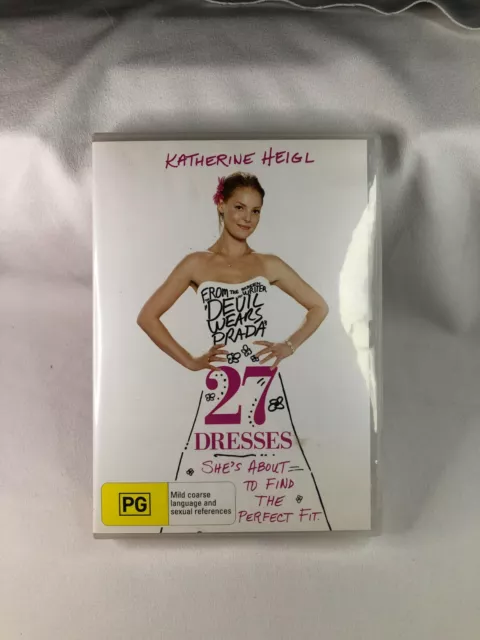 KATHERINE HEIGL
FROM THE
WRITER
"DEVIL
WEARS
PRADA"
27
DRESSES
SHE'S ABOUT
TO FIND
THE
PERFECT FIT.
PG
Mild coarse
language and
sexual references